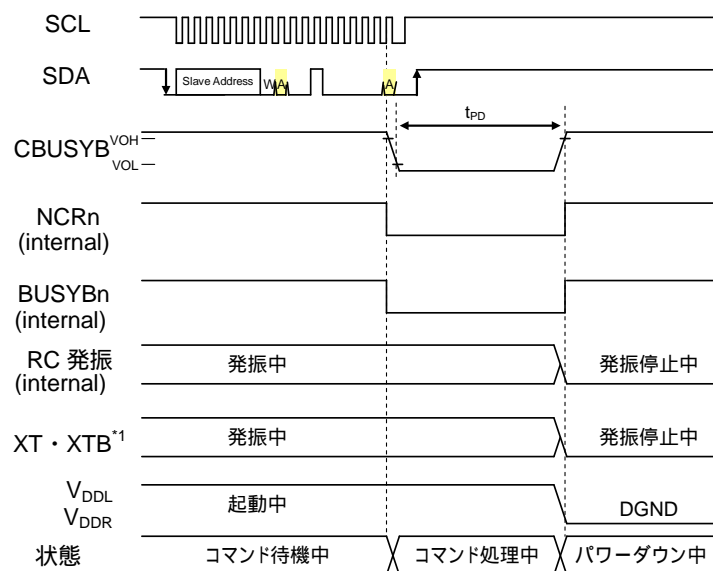 SCL
SDA
Slave Address
W
A
A
tPD
CBUSYB
VOH
VOL
NCRn
(internal)
BUSYBn
(internal)
RC 発振
(internal)
発振中
発振停止中
XT・XTB*1
発振中
発振停止中
VDDL
VDDR
起動中
DGND
状態
コマンド待機中
コマンド処理中
パワーダウン中